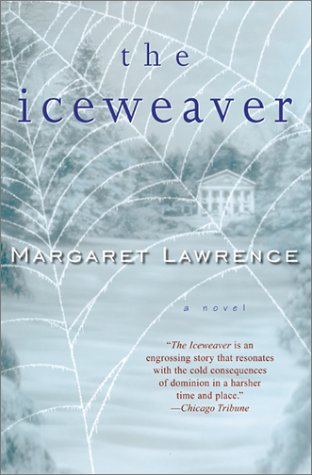 the
iceweaver
MARGARET LAWRENCE
a novel
“The Iceweaver is an
engrossing story that resonates
with the cold consequences
of dominion in a harsher
time and place.”
—Chicago Tribune